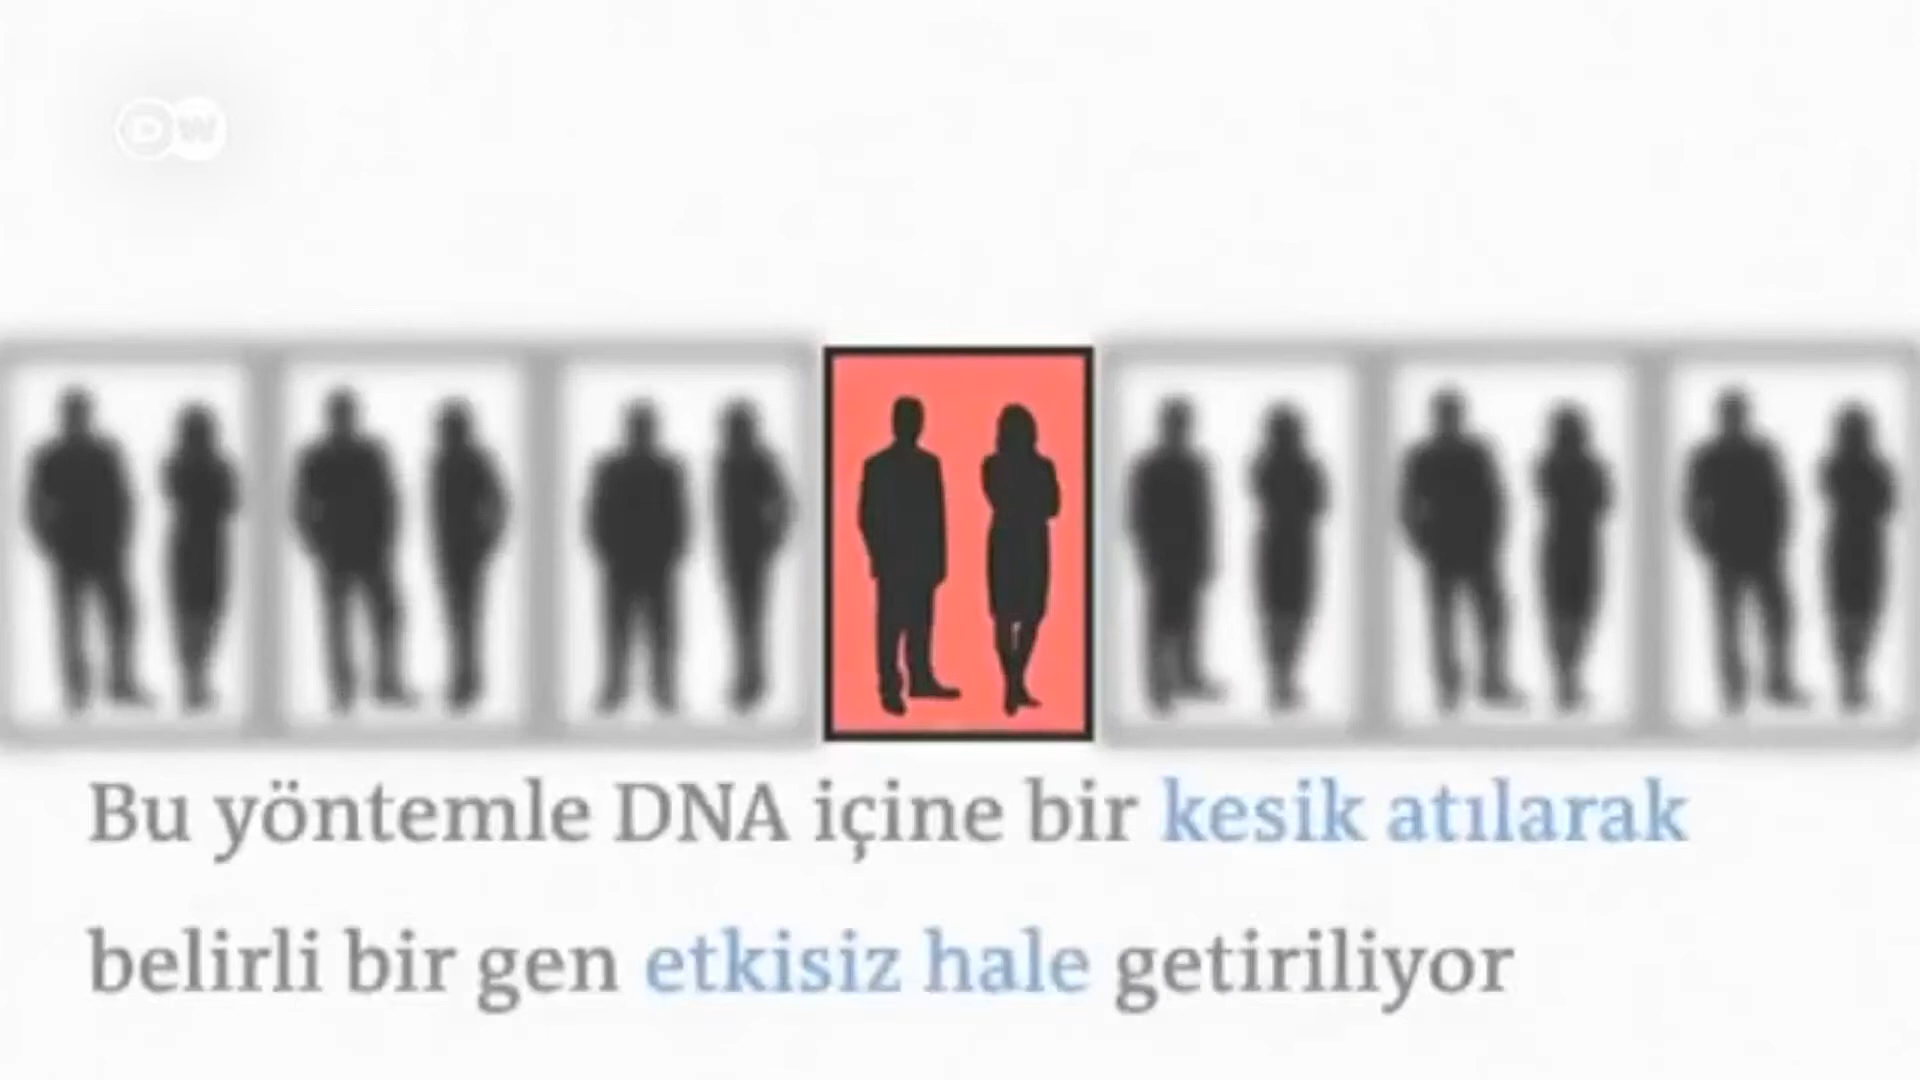 DW
Bu yöntemle DNA içine bir kesik atılarak
belirli bir gen etkisiz hale getiriliyor